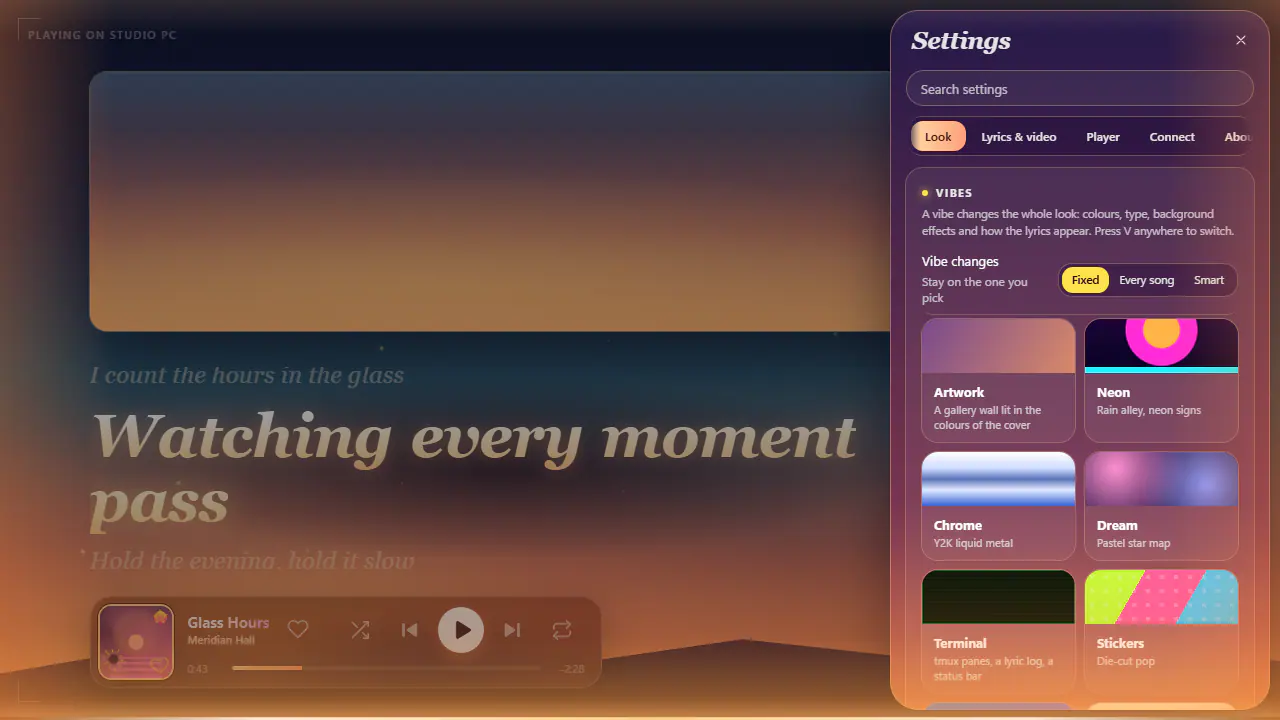 PLAYING ON STUDIO PC
I count the hours in the glass
Watching every moment
pass
Hold the evening, hold it slow
Glass Hours
Meridian Hall
0:43
-2:28
Settings
Search settings
Look
Lyrics & video
Player
Connect
VIBES
A vibe changes the whole look: colours, type, background
effects and how the lyrics appear. Press V anywhere to switch.
Vibe changes
Stay on the one you
pick
Fixed
Every song
Smart
Artwork
A gallery wall lit in the
colours of the cover
Neon
Rain alley, neon signs
Chrome
Y2K liquid metal
Dream
Pastel star map
Terminal
tmux panes, a lyric log, a
status bar
Stickers
Die-cut pop